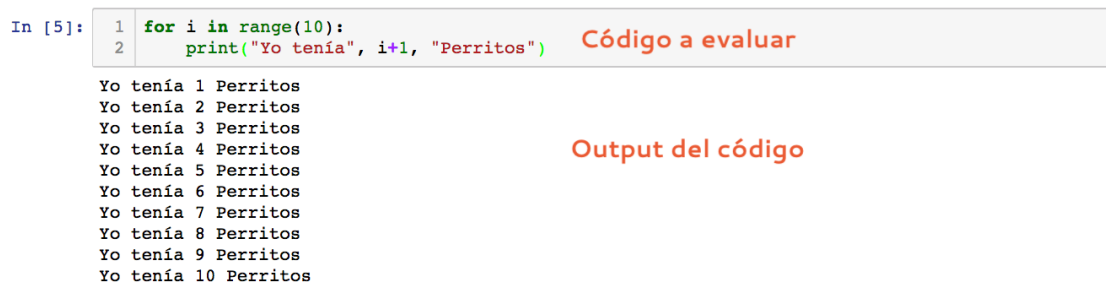 In [5]:
1 for i in range(10):
2     print("Yo tenía", i+1, "Perritos")
Código a evaluar
Yo tenía 1 Perritos
Yo tenía 2 Perritos
Yo tenía 3 Perritos
Yo tenía 4 Perritos
Yo tenía 5 Perritos
Yo tenía 6 Perritos
Yo tenía 7 Perritos
Yo tenía 8 Perritos
Yo tenía 9 Perritos
Yo tenía 10 Perritos
Output del código